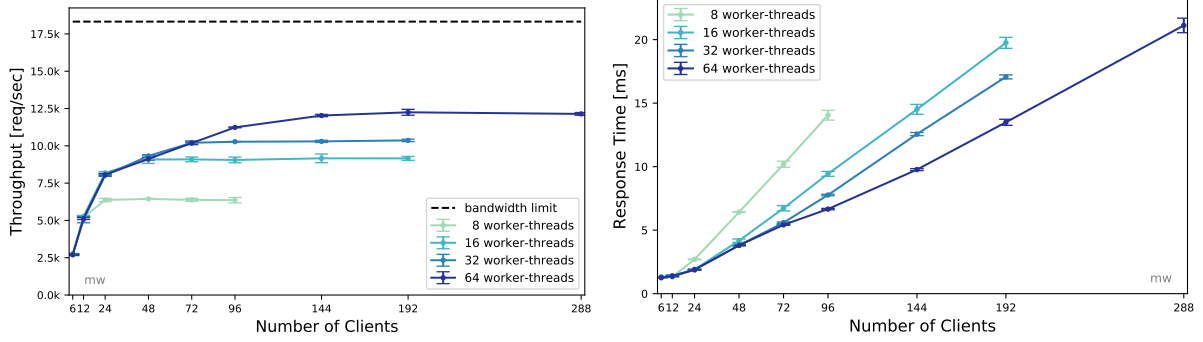 Throughput [req/sec]
17.5k
15.0k
12.5k
10.0k
7.5k
5.0k
2.5k
0.0k
bandwidth limit
8 worker-threads
16 worker-threads
32 worker-threads
64 worker-threads
mw
6 12 24 48 72 96 144 192 288
Number of Clients
Response Time [ms]
20
15
10
5
0
8 worker-threads
16 worker-threads
32 worker-threads
64 worker-threads
mw
6 12 24 48 72 96 144 192 288
Number of Clients